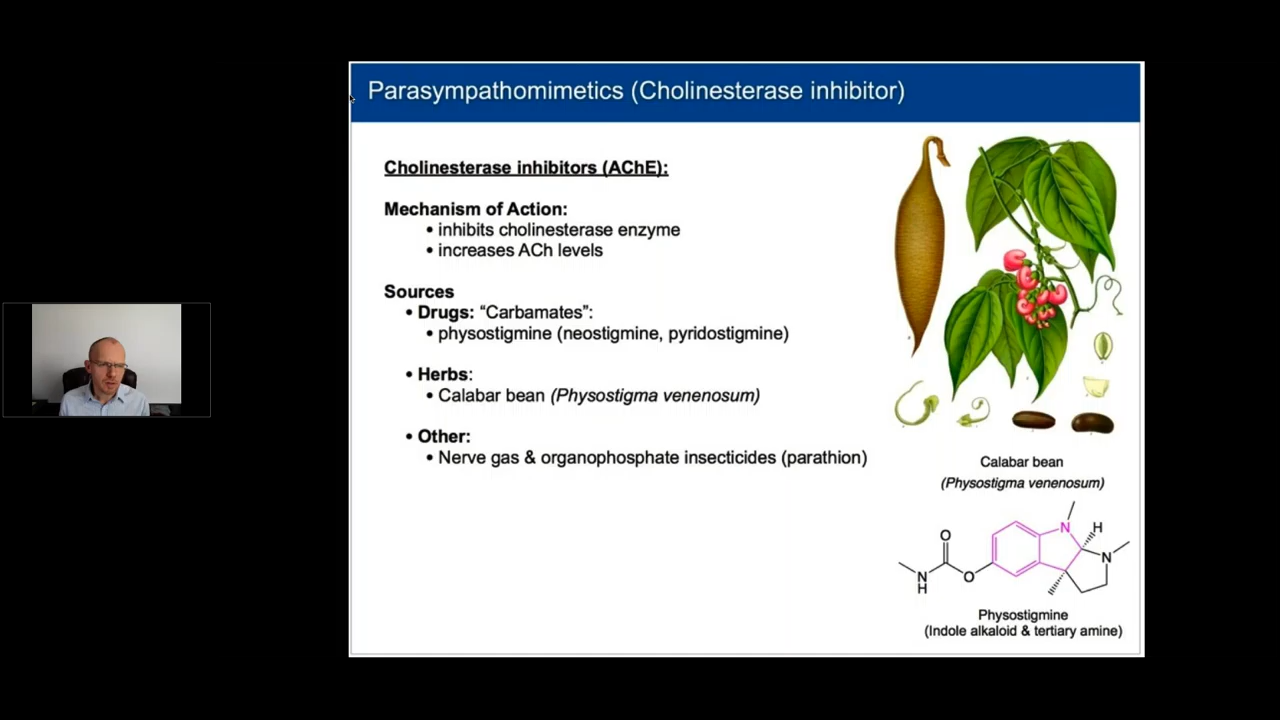 Parasympathomimetics (Cholinesterase inhibitor)
Cholinesterase inhibitors (AChE):
Mechanism of Action:
• inhibits cholinesterase enzyme
• increases ACh levels
Sources
• Drugs: “Carbamates”:
• physostigmine (neostigmine, pyridostigmine)
• Herbs:
• Calabar bean (Physostigma venenosum)
• Other:
• Nerve gas & organophosphate insecticides (parathion)
Calabar bean
(Physostigma venenosum)
N
H
O
N
N
H
O
Physostigmine
(Indole alkaloid & tertiary amine)